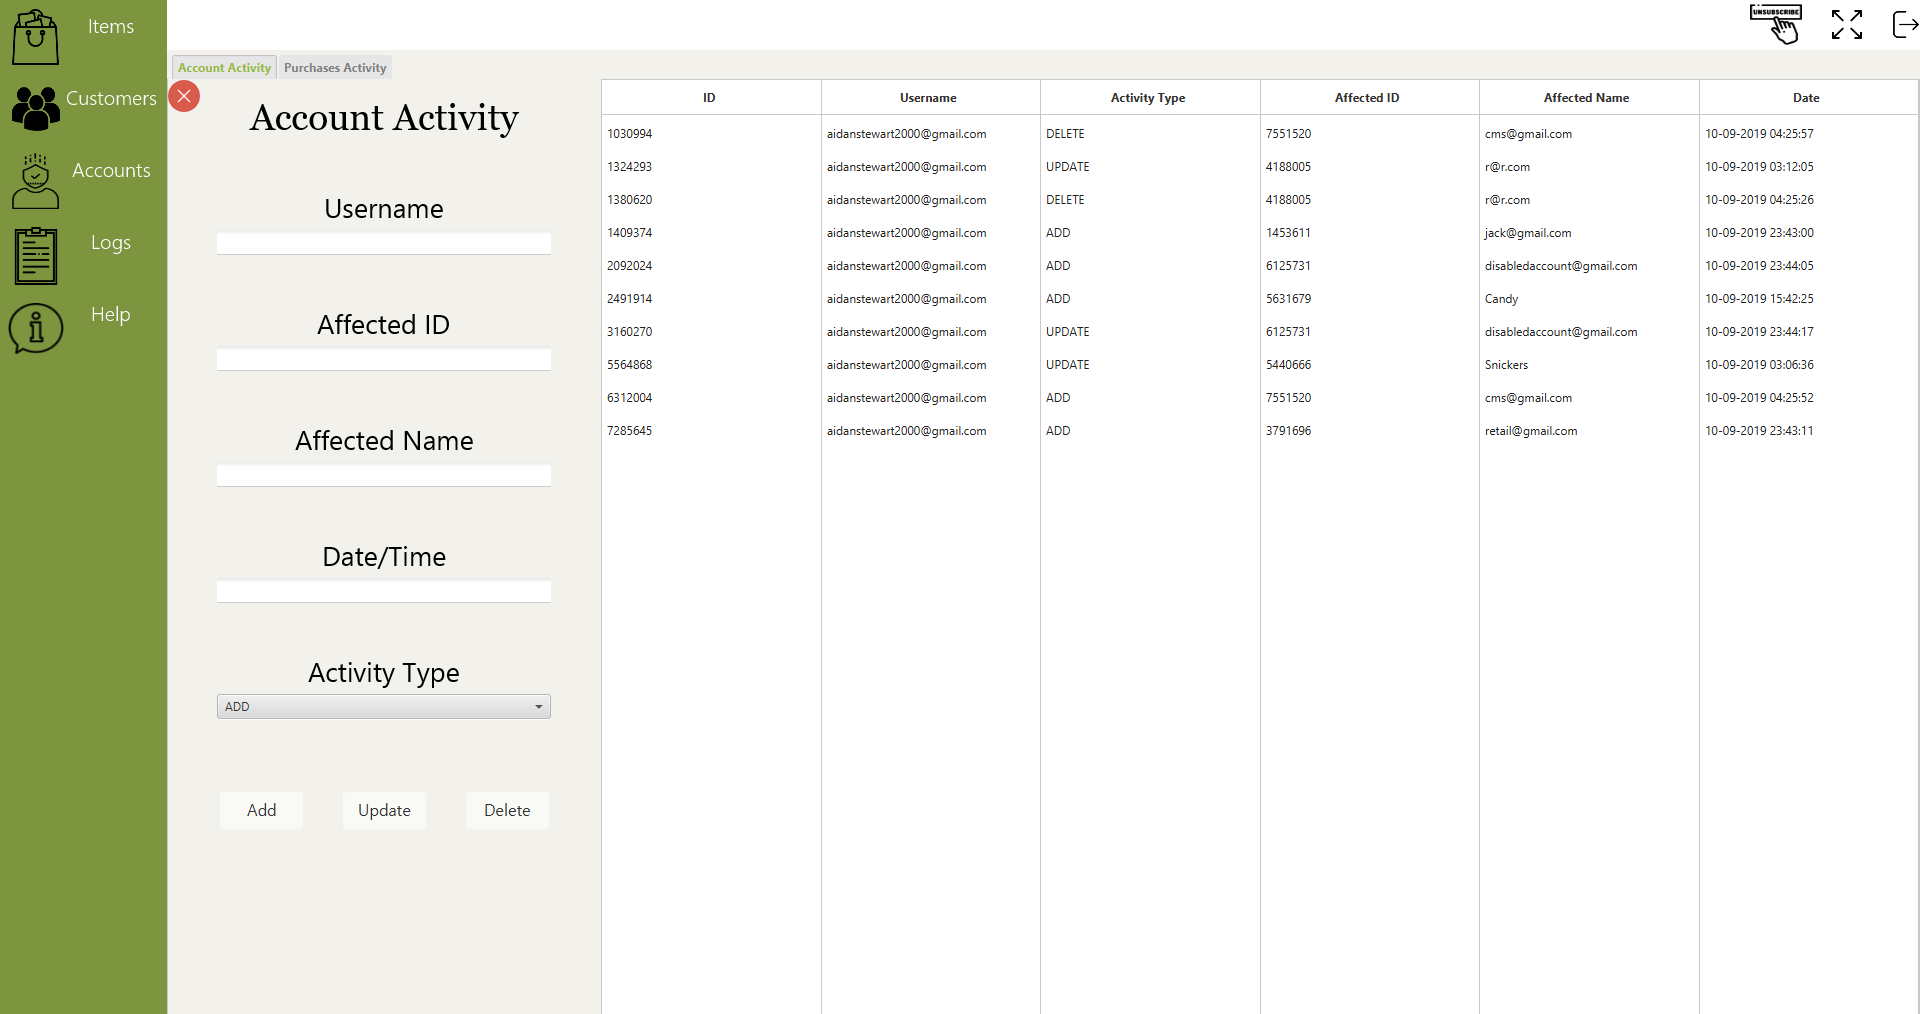 Items
Customers
Accounts
Logs
Help
UNSUBSCRIBE
Account Activity Purchases Activity
Account Activity
Username
Affected ID
Affected Name
Date/Time
Activity Type
ADD
Add Update Delete
ID Username Activity Type Affected ID Affected Name Date
1030994 aidanstewart2000@gmail.com DELETE 7551520 cms@gmail.com 10-09-2019 04:25:57
1324293 aidanstewart2000@gmail.com UPDATE 4188005 r@r.com 10-09-2019 03:12:05
1380620 aidanstewart2000@gmail.com DELETE 4188005 r@r.com 10-09-2019 04:25:26
1409374 aidanstewart2000@gmail.com ADD 1453611 jack@gmail.com 10-09-2019 23:43:00
2092024 aidanstewart2000@gmail.com ADD 6125731 disabledaccount@gmail.com 10-09-2019 23:44:05
2491914 aidanstewart2000@gmail.com ADD 5631679 Candy 10-09-2019 15:42:25
3160270 aidanstewart2000@gmail.com UPDATE 6125731 disabledaccount@gmail.com 10-09-2019 23:44:17
5564868 aidanstewart2000@gmail.com UPDATE 5440666 Snickers 10-09-2019 03:06:36
6312004 aidanstewart2000@gmail.com ADD 7551520 cms@gmail.com 10-09-2019 04:25:52
7285645 aidanstewart2000@gmail.com ADD 3791696 retail@gmail.com 10-09-2019 23:43:11